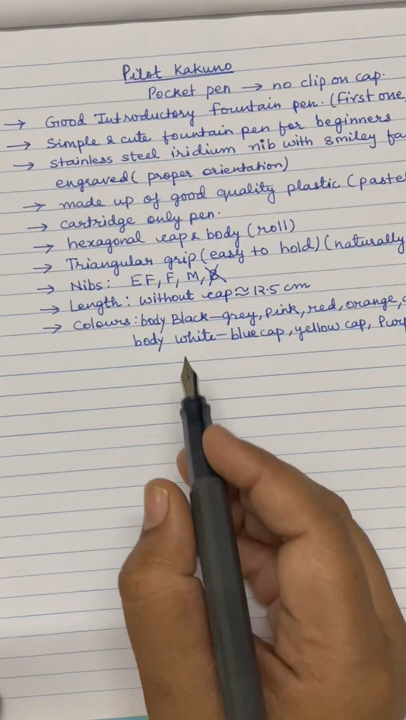 Pilot Kakuno
Pocket pen → no clip on cap.
→ Good Introductory fountain pen. (First one,
→ Simple & cute fountain pen for beginners
→ stainless steel iridium nib with smiley fa
engraved (proper orientation)
→ made up of good quality plastic (paste
→ cartridge only pen.
→ hexagonal cap & body (roll)
→ Triangular grip (easy to hold) (naturally
→ Nibs: EF, F, M, B
→ Length: without cap ≈ 12.5 cm
→ Colours: body Black – grey, pink, red, orange,
body white – blue cap, yellow cap, Purp